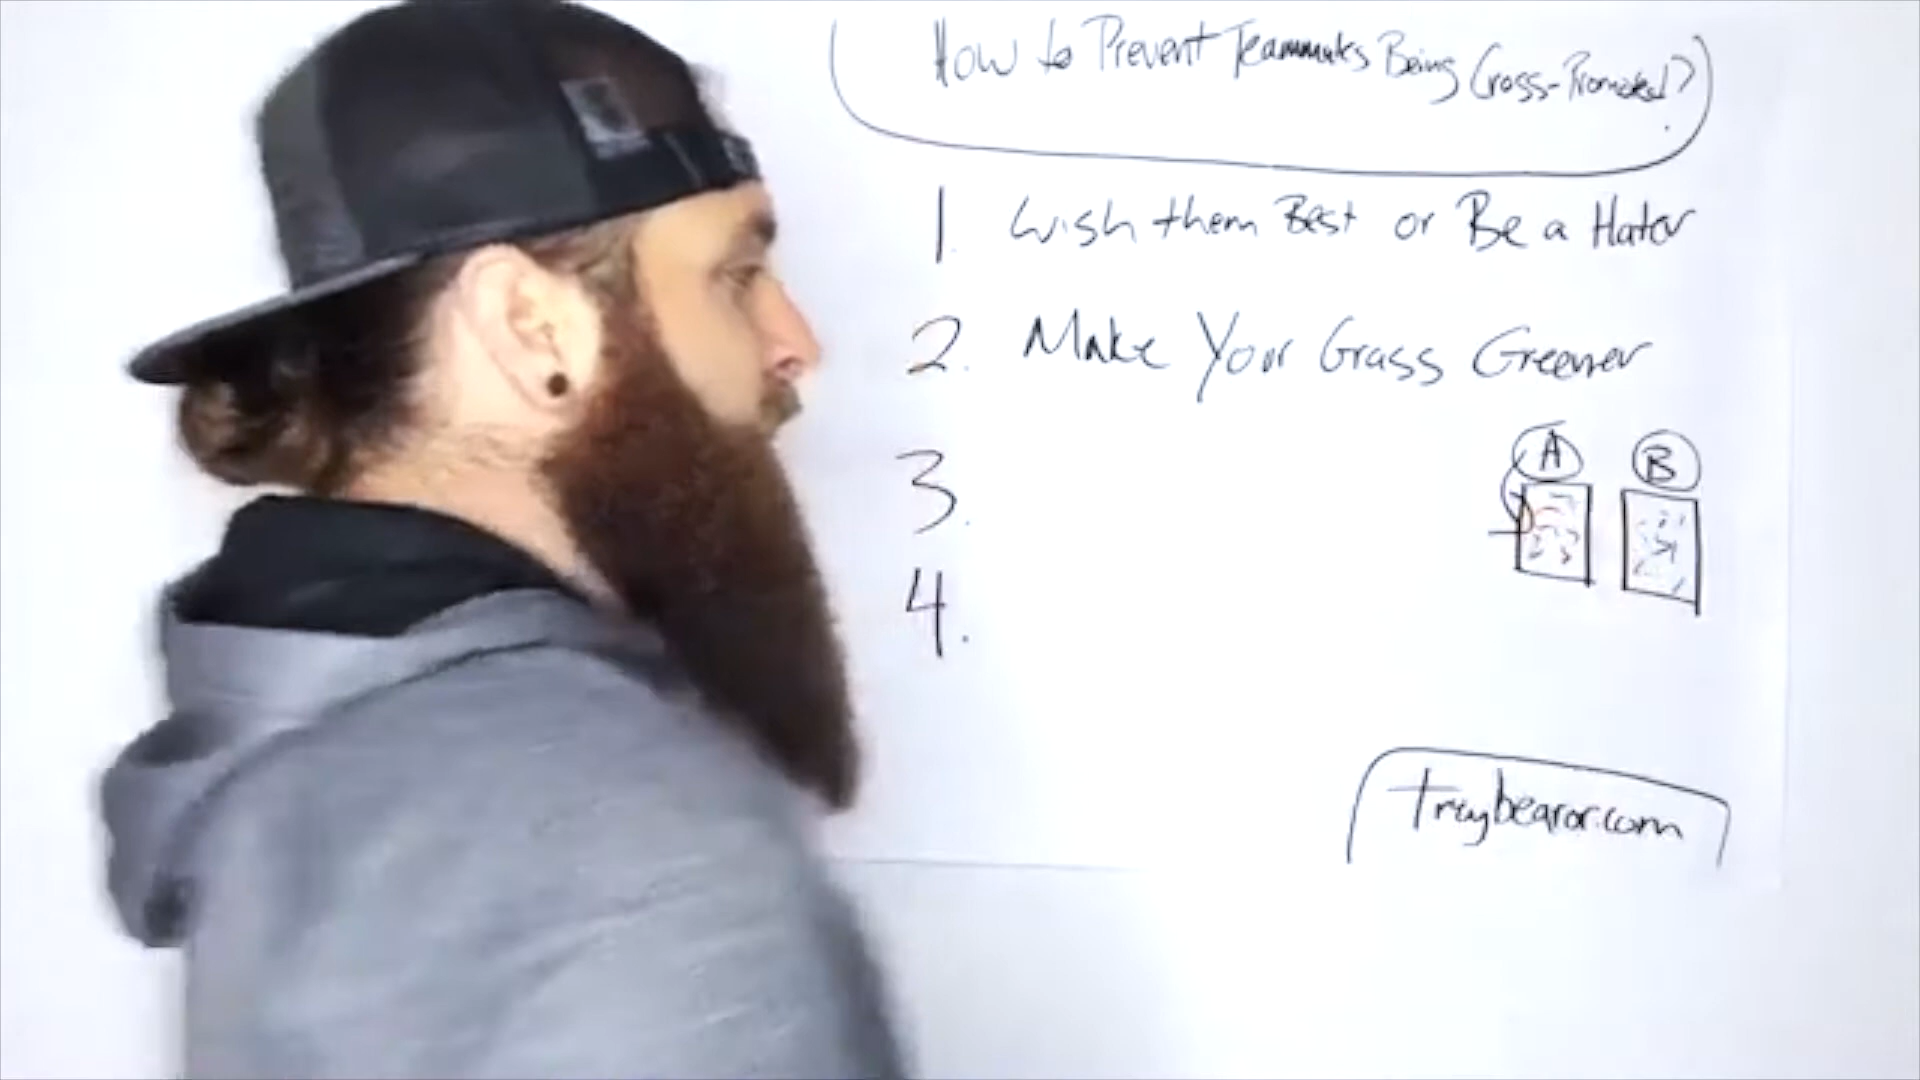 How to Prevent Teammates Being Cross-Promoted?
1. Wish them Best or Be a Hater
2. Make Your Grass Greener
A B
3.
4.
traybearor.com